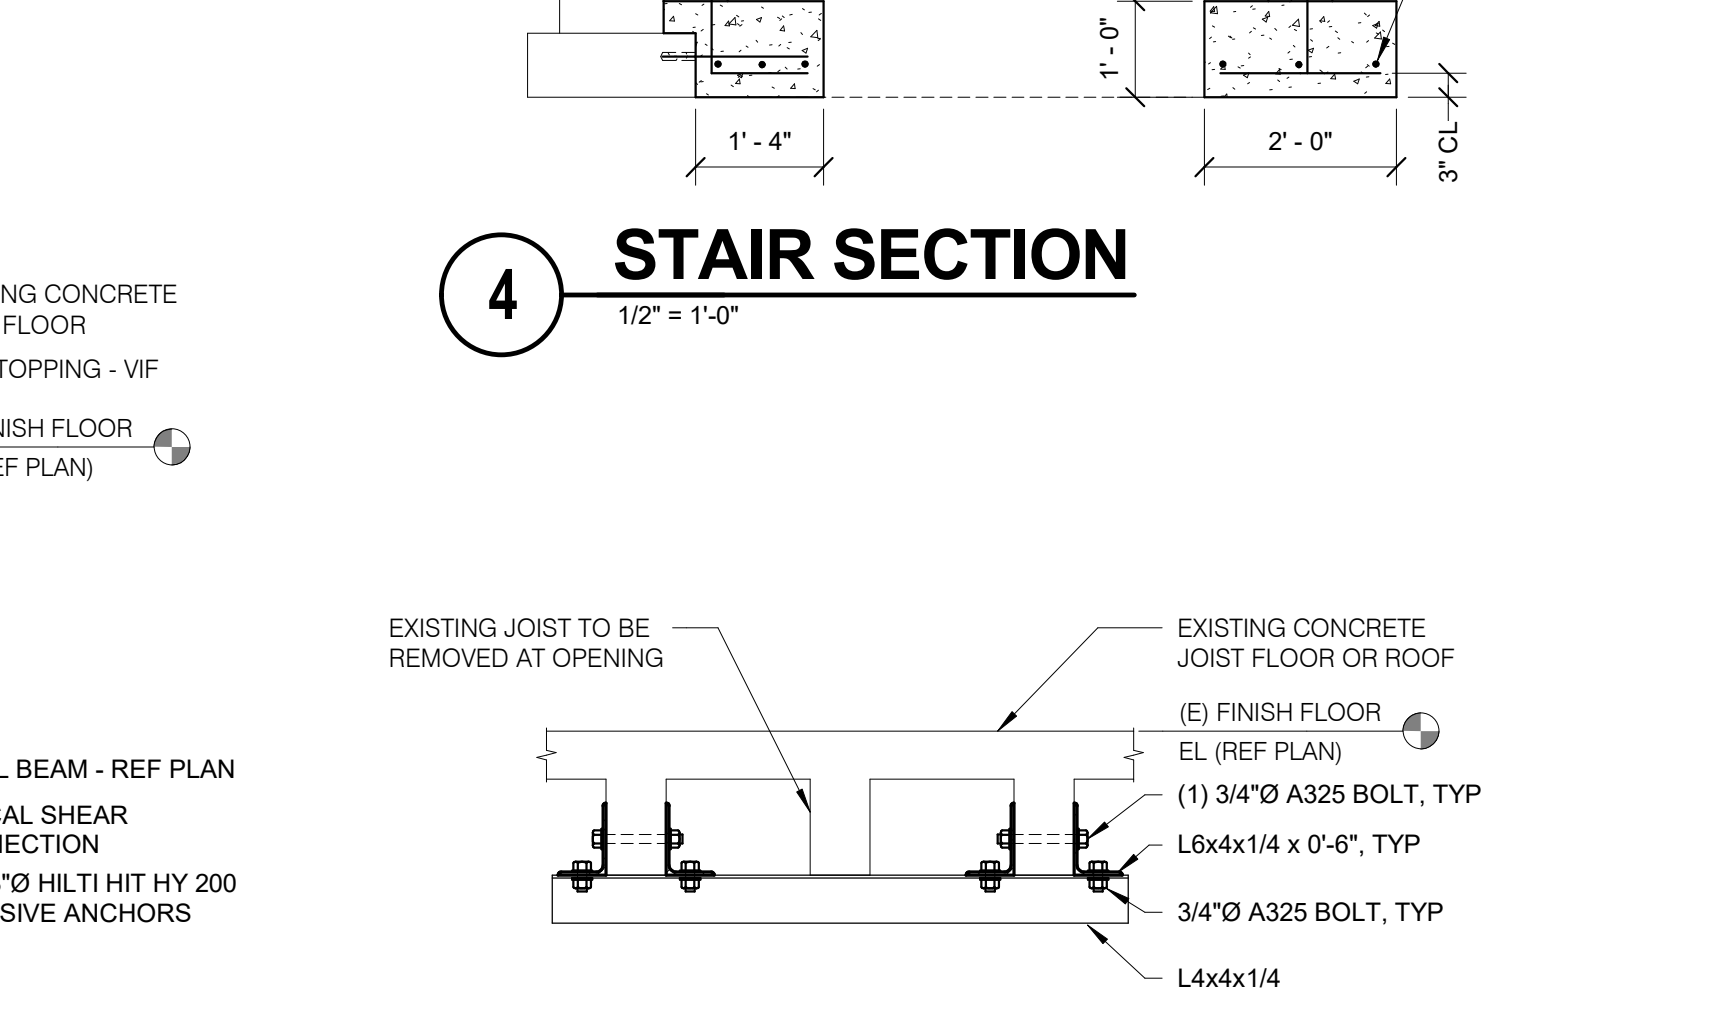 1' - 0"
1' - 4"
2' - 0"
3" CL
4
STAIR SECTION
1/2" = 1'-0"
NG CONCRETE
FLOOR
TOPPING - VIF
ISH FLOOR
EF PLAN)
L BEAM - REF PLAN
CAL SHEAR
NECTION
"Ø HILTI HIT HY 200
SIVE ANCHORS
EXISTING JOIST TO BE
REMOVED AT OPENING
EXISTING CONCRETE
JOIST FLOOR OR ROOF
(E) FINISH FLOOR
EL (REF PLAN)
(1) 3/4"Ø A325 BOLT, TYP
L6x4x1/4 x 0'-6", TYP
3/4"Ø A325 BOLT, TYP
L4x4x1/4